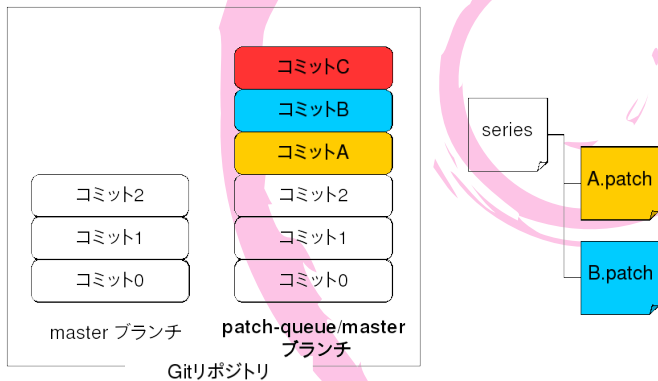 コミットC
コミットB
コミットA
コミット2
コミット1
コミット0
コミット2
コミット1
コミット0
master ブランチ
patch-queue/master
ブランチ
Gitリポジトリ
series
A.patch
B.patch